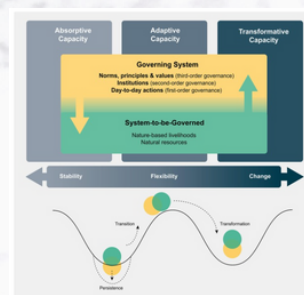 Absorptive
Capacity
Adaptive
Capacity
Transformative
Capacity
Governing System
Norms, principles & values (third-order governance)
Institutions (second-order governance)
Day-to-day actions (first-order governance)
System-to-be-Governed
Nature-based livelihoods
Natural resources
Stability
Flexibility
Change
Transition
Transformation
Persistence